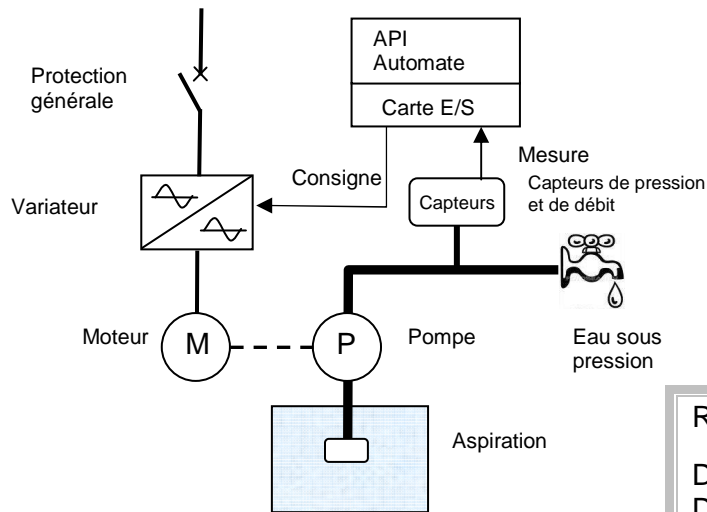 API
Automate
Carte E/S
Protection
générale
Mesure
Consigne
Capteurs de pression
et de débit
Variateur
Capteurs
Moteur
M
P
Pompe
Eau sous
pression
Aspiration
R
D
D